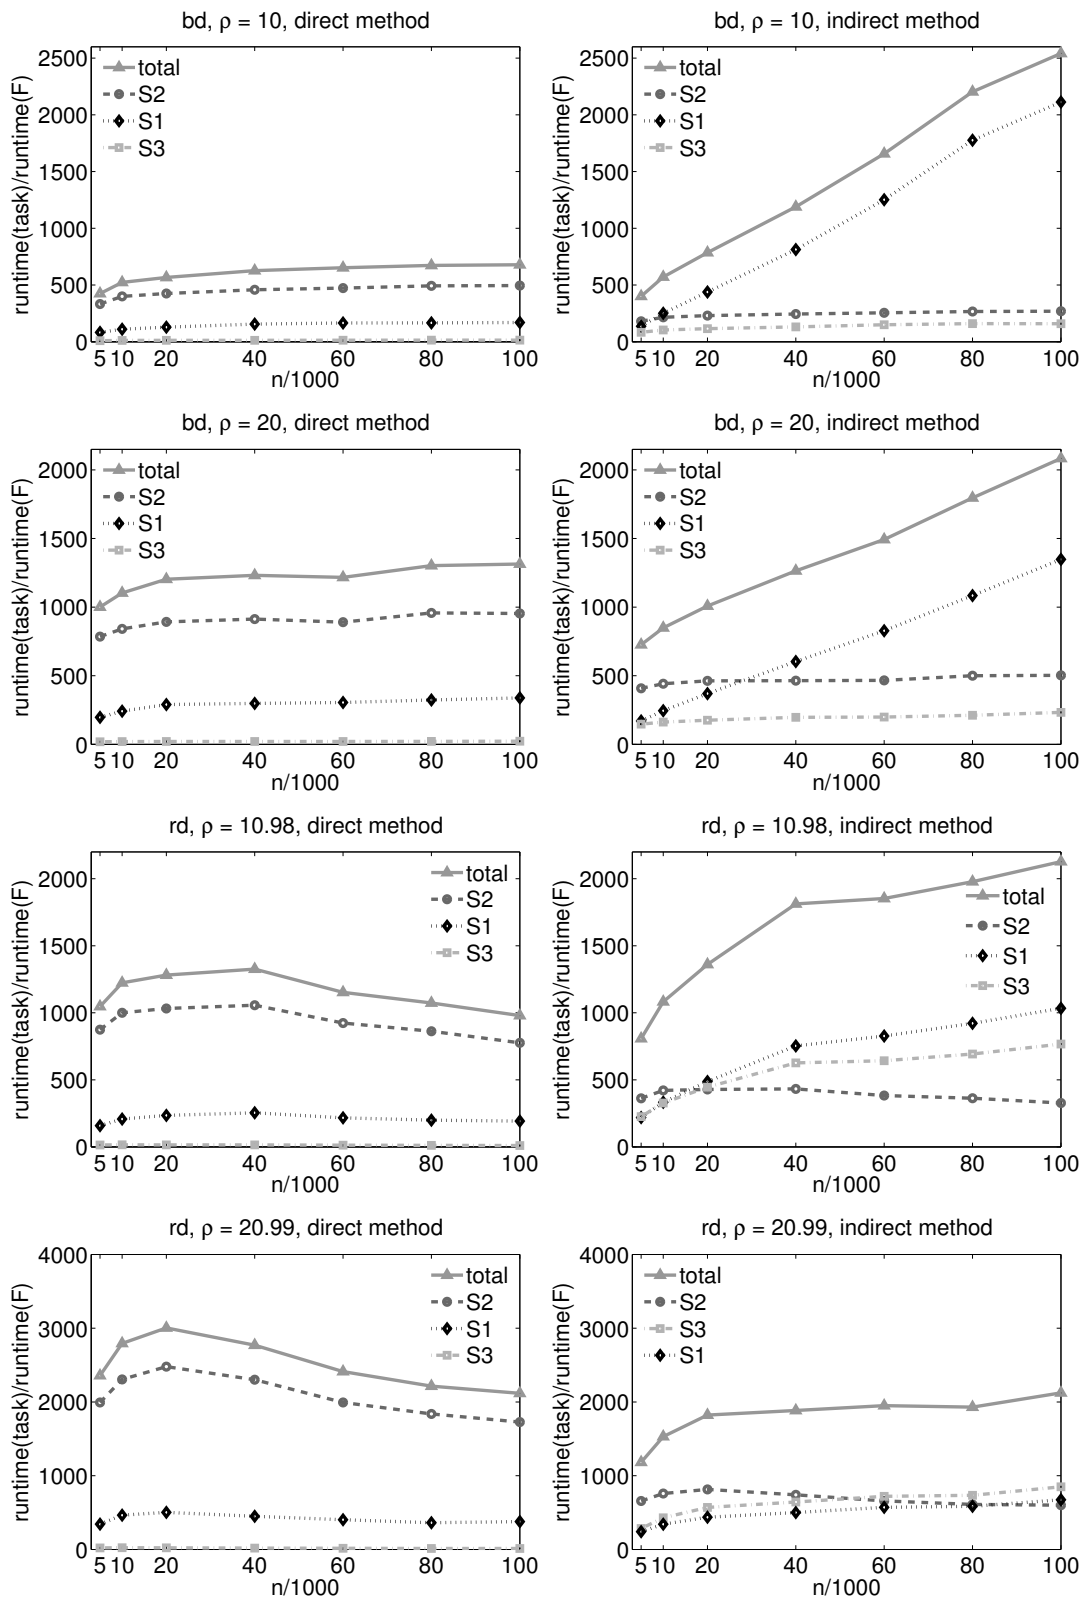 bd, ρ = 10, direct method
runtime(task)/runtime(F)
2500
2000
1500
1000
500
0
total
S2
S1
S3
5 10 20 40 60 80 100
n/1000
bd, ρ = 10, indirect method
runtime(task)/runtime(F)
2500
2000
1500
1000
500
0
total
S2
S1
S3
5 10 20 40 60 80 100
n/1000
bd, ρ = 20, direct method
runtime(task)/runtime(F)
2000
1500
1000
500
0
total
S2
S1
S3
5 10 20 40 60 80 100
n/1000
bd, ρ = 20, indirect method
runtime(task)/runtime(F)
2000
1500
1000
500
0
total
S2
S1
S3
5 10 20 40 60 80 100
n/1000
rd, ρ = 10.98, direct method
runtime(task)/runtime(F)
2000
1500
1000
500
0
total
S2
S1
S3
5 10 20 40 60 80 100
n/1000
rd, ρ = 10.98, indirect method
runtime(task)/runtime(F)
2000
1500
1000
500
0
total
S2
S1
S3
5 10 20 40 60 80 100
n/1000
rd, ρ = 20.99, direct method
runtime(task)/runtime(F)
4000
3000
2000
1000
0
total
S2
S1
S3
5 10 20 40 60 80 100
n/1000
rd, ρ = 20.99, indirect method
runtime(task)/runtime(F)
4000
3000
2000
1000
0
total
S2
S3
S1
5 10 20 40 60 80 100
n/1000